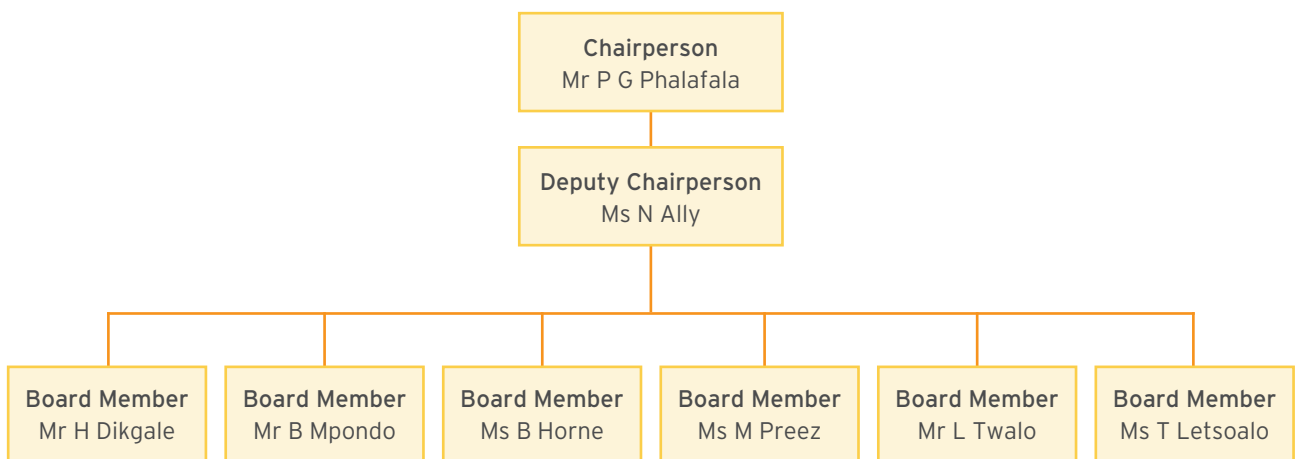 Chairperson
Mr P G Phalafala
Deputy Chairperson
Ms N Ally
Board Member
Mr H Dikgale
Board Member
Mr B Mpondo
Board Member
Ms B Horne
Board Member
Ms M Preez
Board Member
Mr L Twalo
Board Member
Ms T Letsoalo